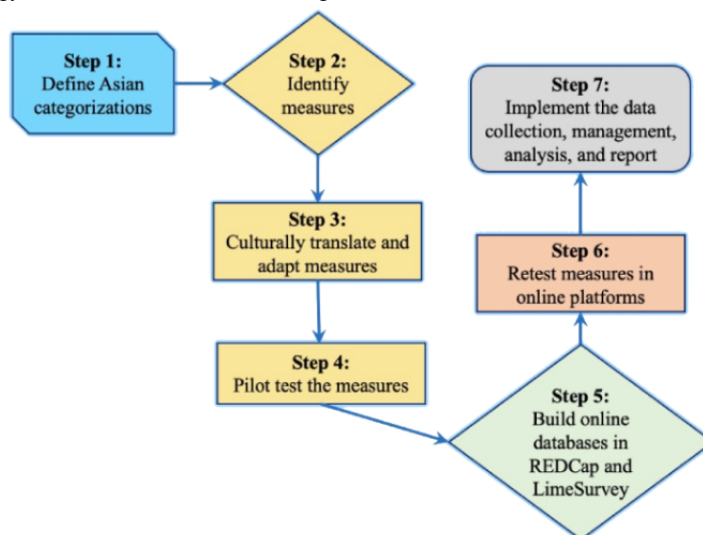 Step 1:
Define Asian
categorizations
Step 2:
Identify
measures
Step 3:
Culturally translate and
adapt measures
Step 4:
Pilot test the measures
Step 5:
Build online
databases in
REDCap and
LimeSurvey
Step 6:
Retest measures in
online platforms
Step 7:
Implement the data
collection, management,
analysis, and report